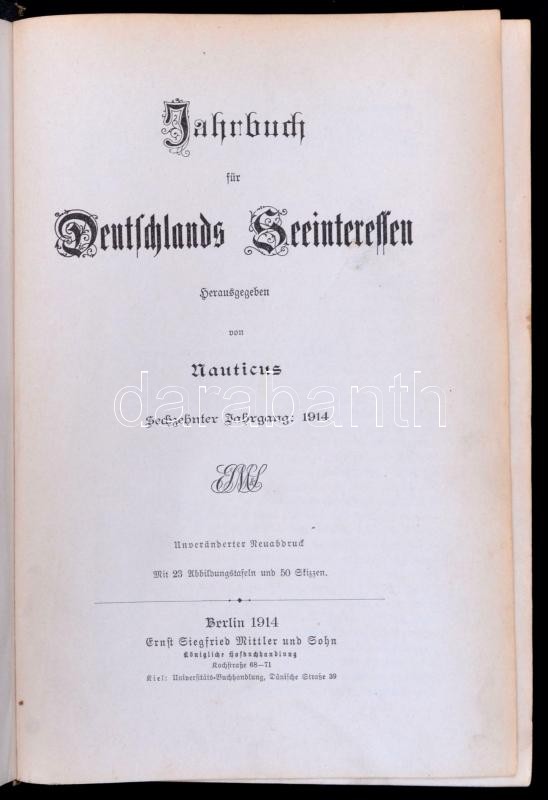 Jahrbuch
für
Deutschlands Seeinteressen
Herausgegeben
von
Nauticus
darabanth
Sechzehnter Jahrgang: 1914
Unveränderter Neuabdruck
Mit 23 Abbildungstafeln und 50 Skizzen.
Berlin 1914
Ernst Siegfried Mittler und Sohn
Königliche Hofbuchhandlung
Kochstraße 68—71
Kiel: Universitäts-Buchhandlung, Dänische Straße 39